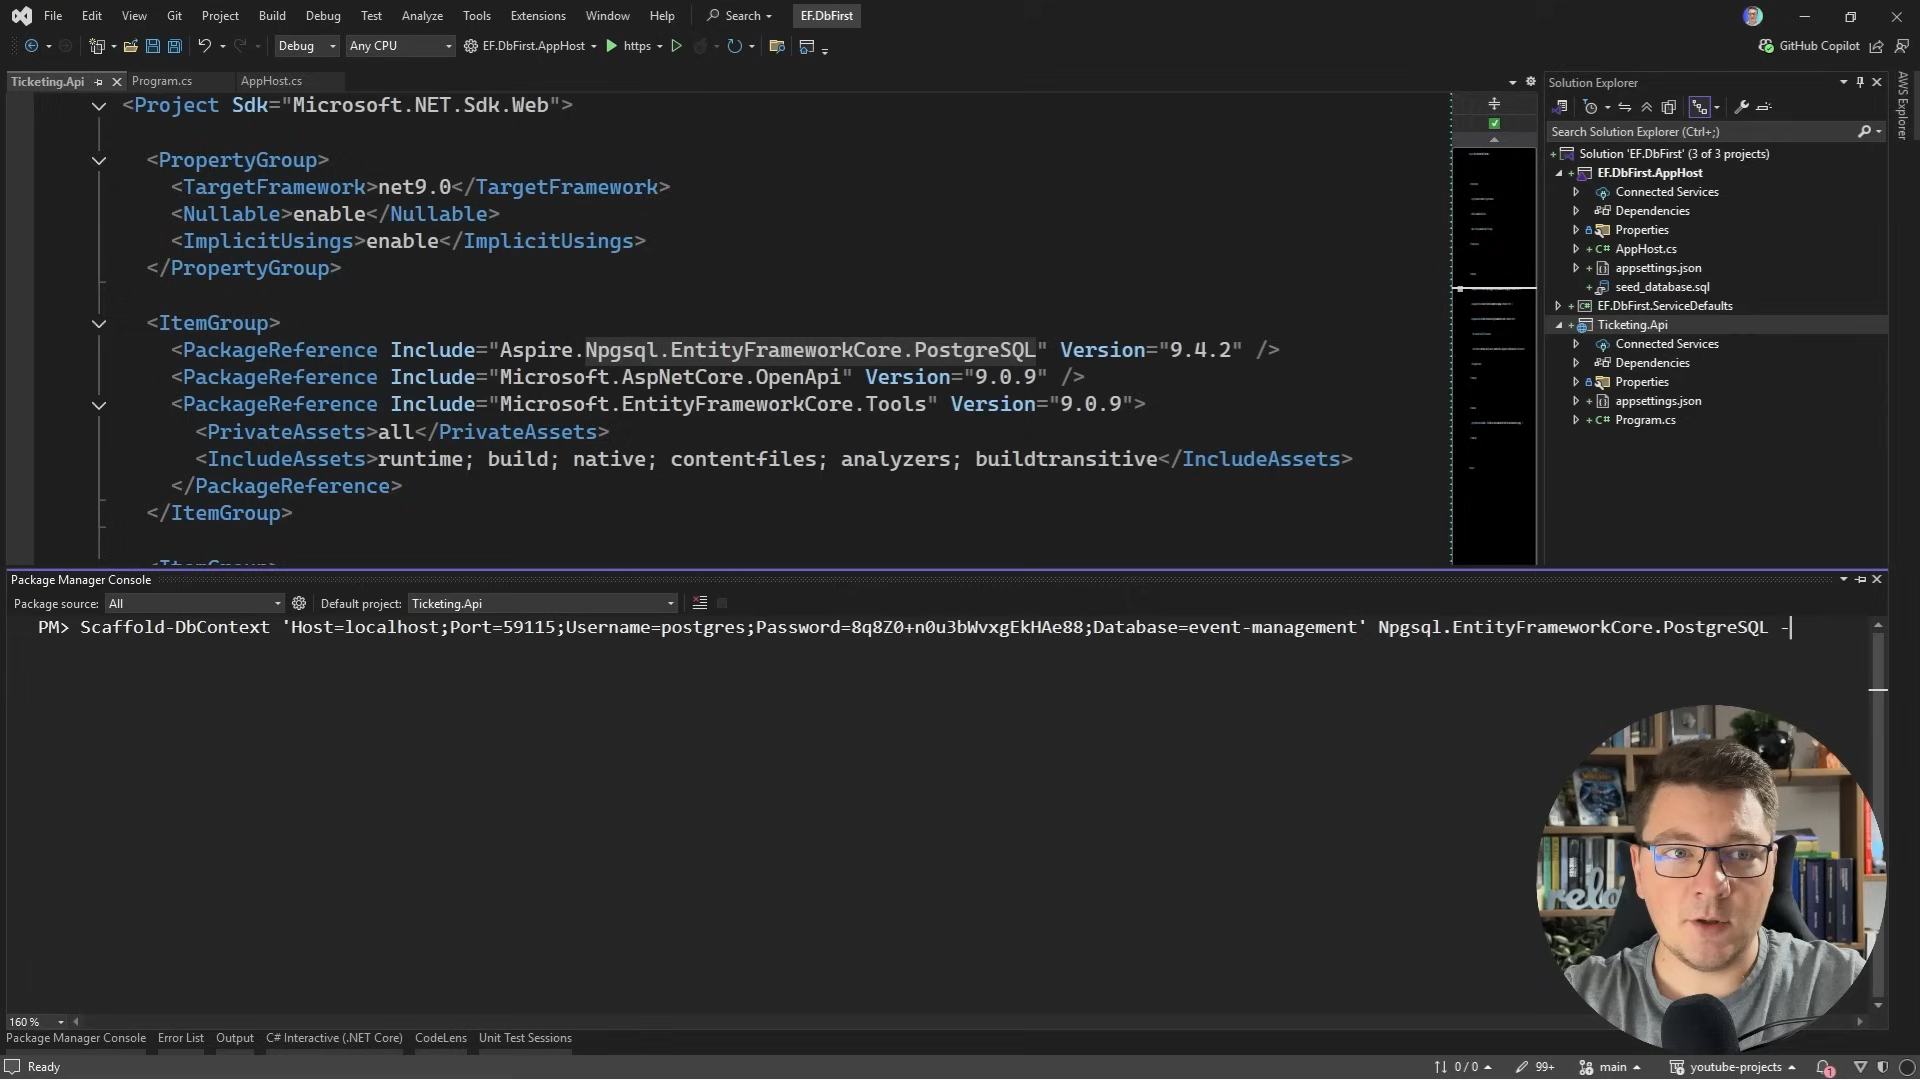 File Edit View Git Project Build Debug Test Analyze Tools Extensions Window Help Search EF.DbFirst
Debug Any CPU EF.DbFirst.AppHost https GitHub Copilot
Ticketing.Api Program.cs AppHost.cs
<Project Sdk="Microsoft.NET.Sdk.Web">
<PropertyGroup>
<TargetFramework>net9.0</TargetFramework>
<Nullable>enable</Nullable>
<ImplicitUsings>enable</ImplicitUsings>
</PropertyGroup>
<ItemGroup>
<PackageReference Include="Aspire.Npgsql.EntityFrameworkCore.PostgreSQL" Version="9.4.2" />
<PackageReference Include="Microsoft.AspNetCore.OpenApi" Version="9.0.9" />
<PackageReference Include="Microsoft.EntityFrameworkCore.Tools" Version="9.0.9">
<PrivateAssets>all</PrivateAssets>
<IncludeAssets>runtime; build; native; contentfiles; analyzers; buildtransitive</IncludeAssets>
</PackageReference>
</ItemGroup>
Solution Explorer
Search Solution Explorer (Ctrl+;)
Solution 'EF.DbFirst' (3 of 3 projects)
EF.DbFirst.AppHost
Connected Services
Dependencies
Properties
AppHost.cs
appsettings.json
seed_database.sql
EF.DbFirst.ServiceDefaults
Ticketing.Api
Connected Services
Dependencies
Properties
appsettings.json
Program.cs
AWS Explorer
Package Manager Console
Package source: All Default project: Ticketing.Api
PM> Scaffold-DbContext 'Host=localhost;Port=59115;Username=postgres;Password=8q8Z0+n0u3bWvxgEkHAe88;Database=event-management' Npgsql.EntityFrameworkCore.PostgreSQL -
160 %
Package Manager Console Error List Output C# Interactive (.NET Core) CodeLens Unit Test Sessions
Ready 0 / 0 99+ main youtube-projects 1